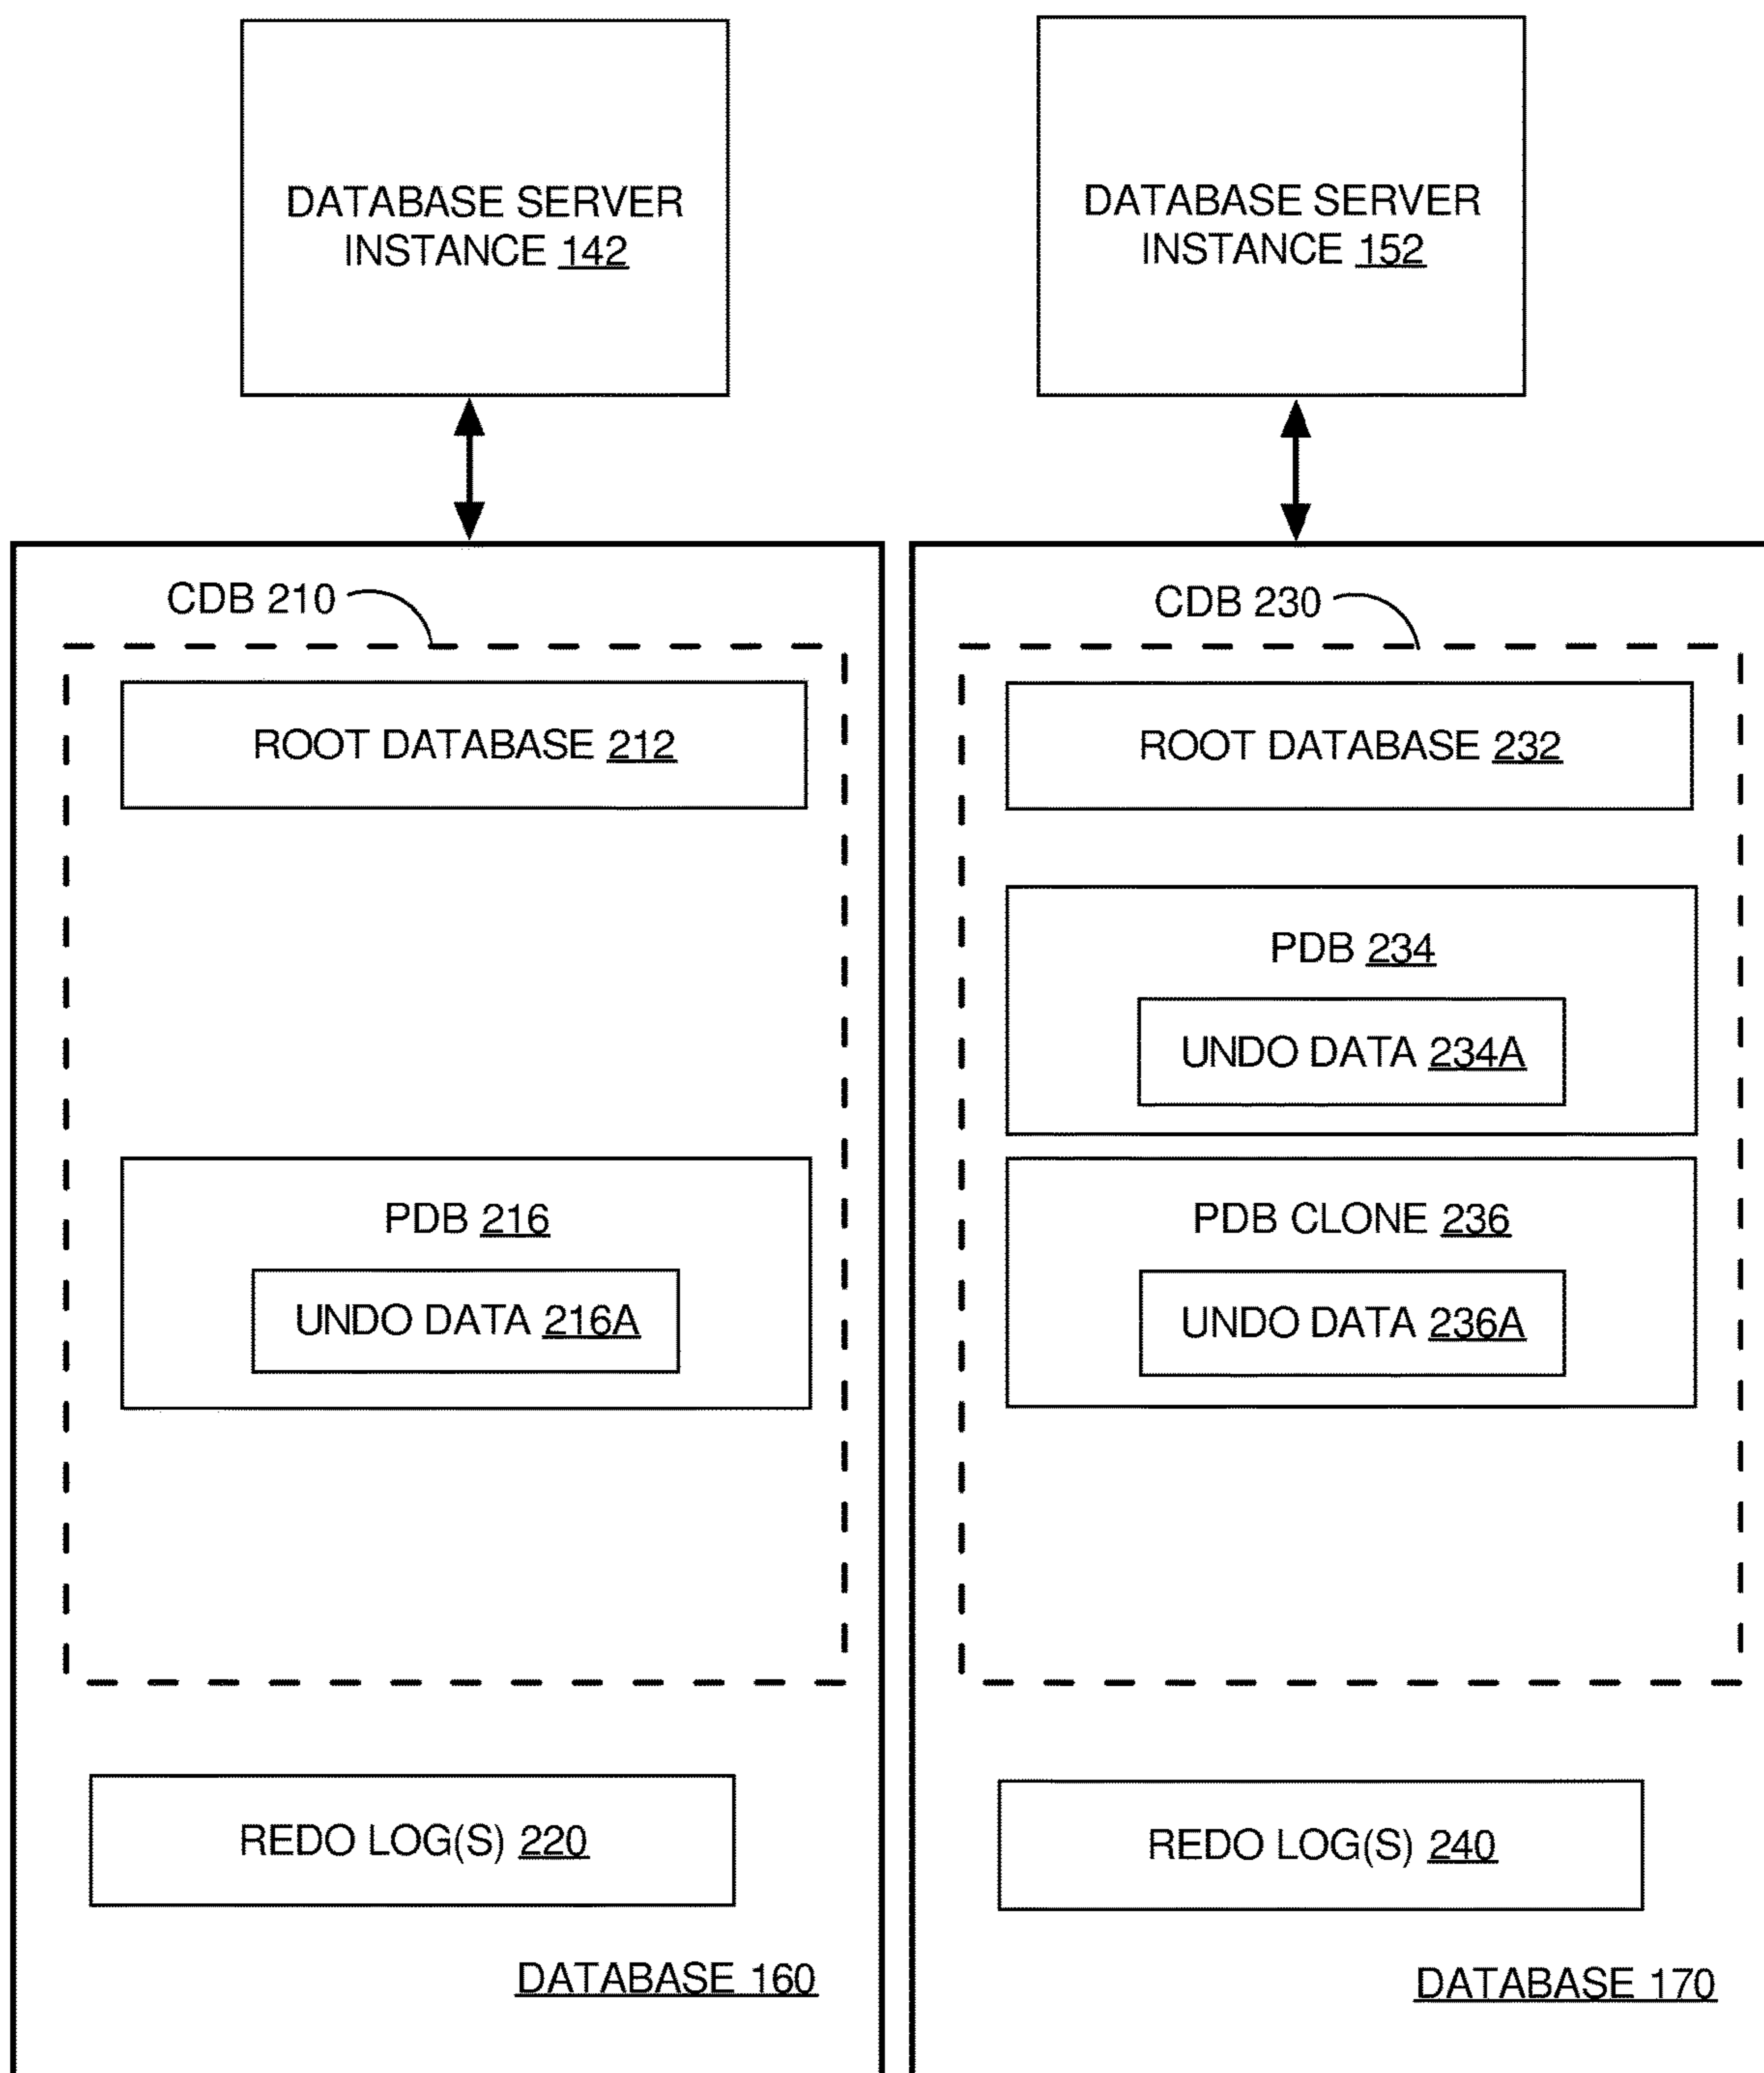 DATABASE SERVER
INSTANCE 142
DATABASE SERVER
INSTANCE 152
CDB 210
ROOT DATABASE 212
PDB 216
UNDO DATA 216A
REDO LOG(S) 220
DATABASE 160
CDB 230
ROOT DATABASE 232
PDB 234
UNDO DATA 234A
PDB CLONE 236
UNDO DATA 236A
REDO LOG(S) 240
DATABASE 170